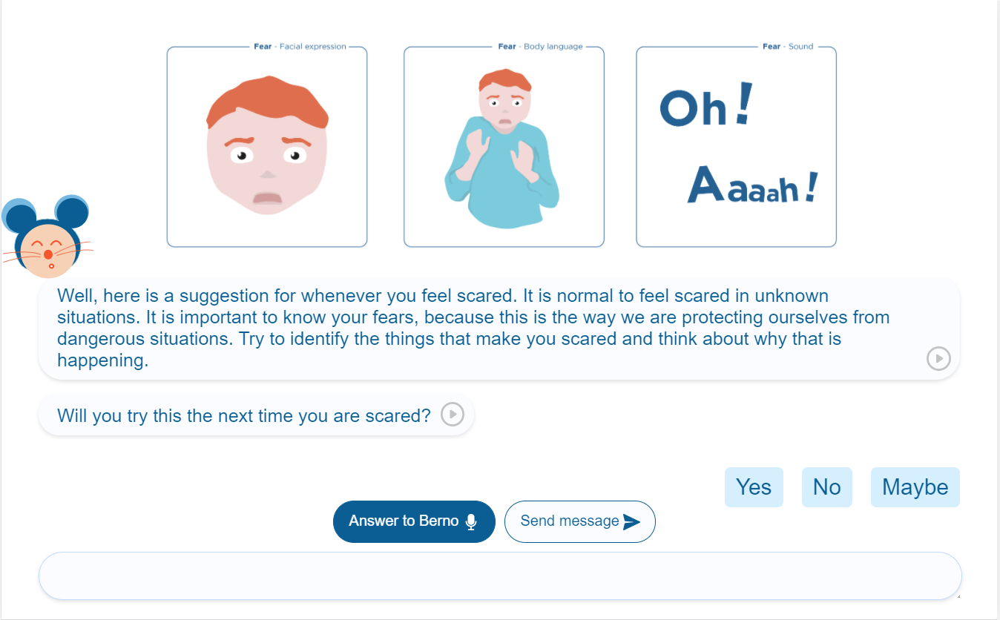 Fear - Facial expression
Fear - Body language
Fear - Sound
Oh!
Aaaah!
Well, here is a suggestion for whenever you feel scared. It is normal to feel scared in unknown
situations. It is important to know your fears, because this is the way we are protecting ourselves from
dangerous situations. Try to identify the things that make you scared and think about why that is
happening.
Will you try this the next time you are scared?
Yes
No
Maybe
Answer to Berno
Send message